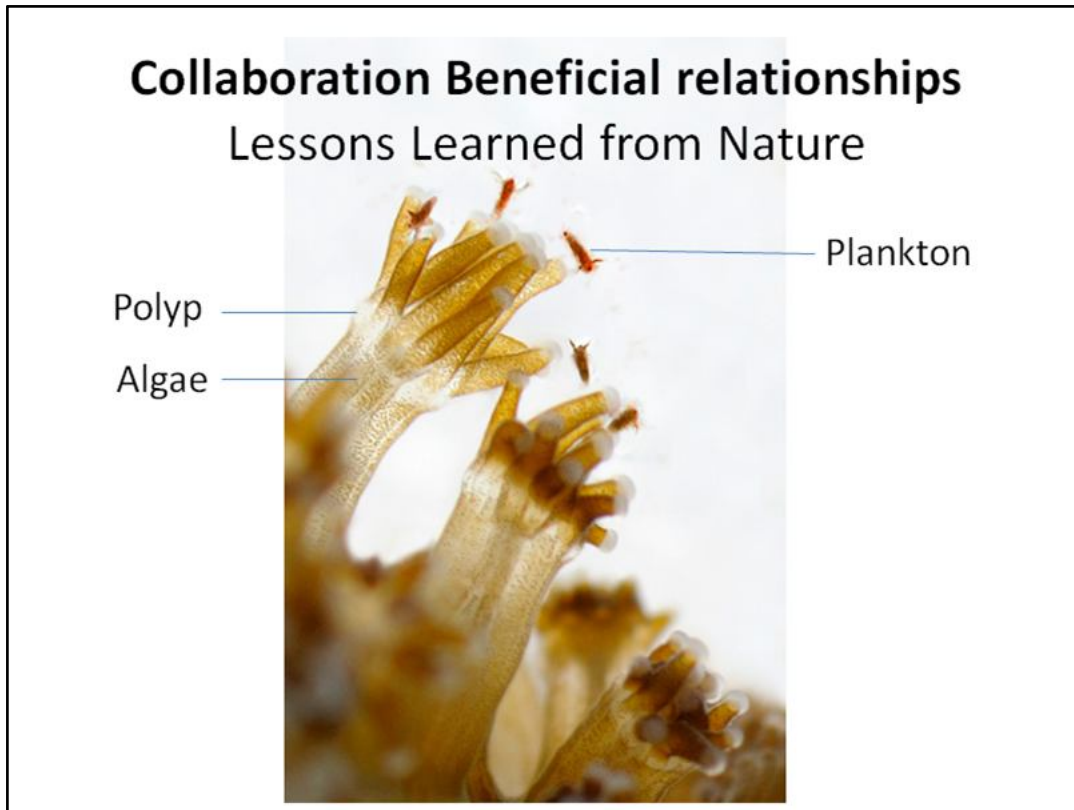 Collaboration Beneficial relationships
Lessons Learned from Nature
Plankton
Polyp
Algae